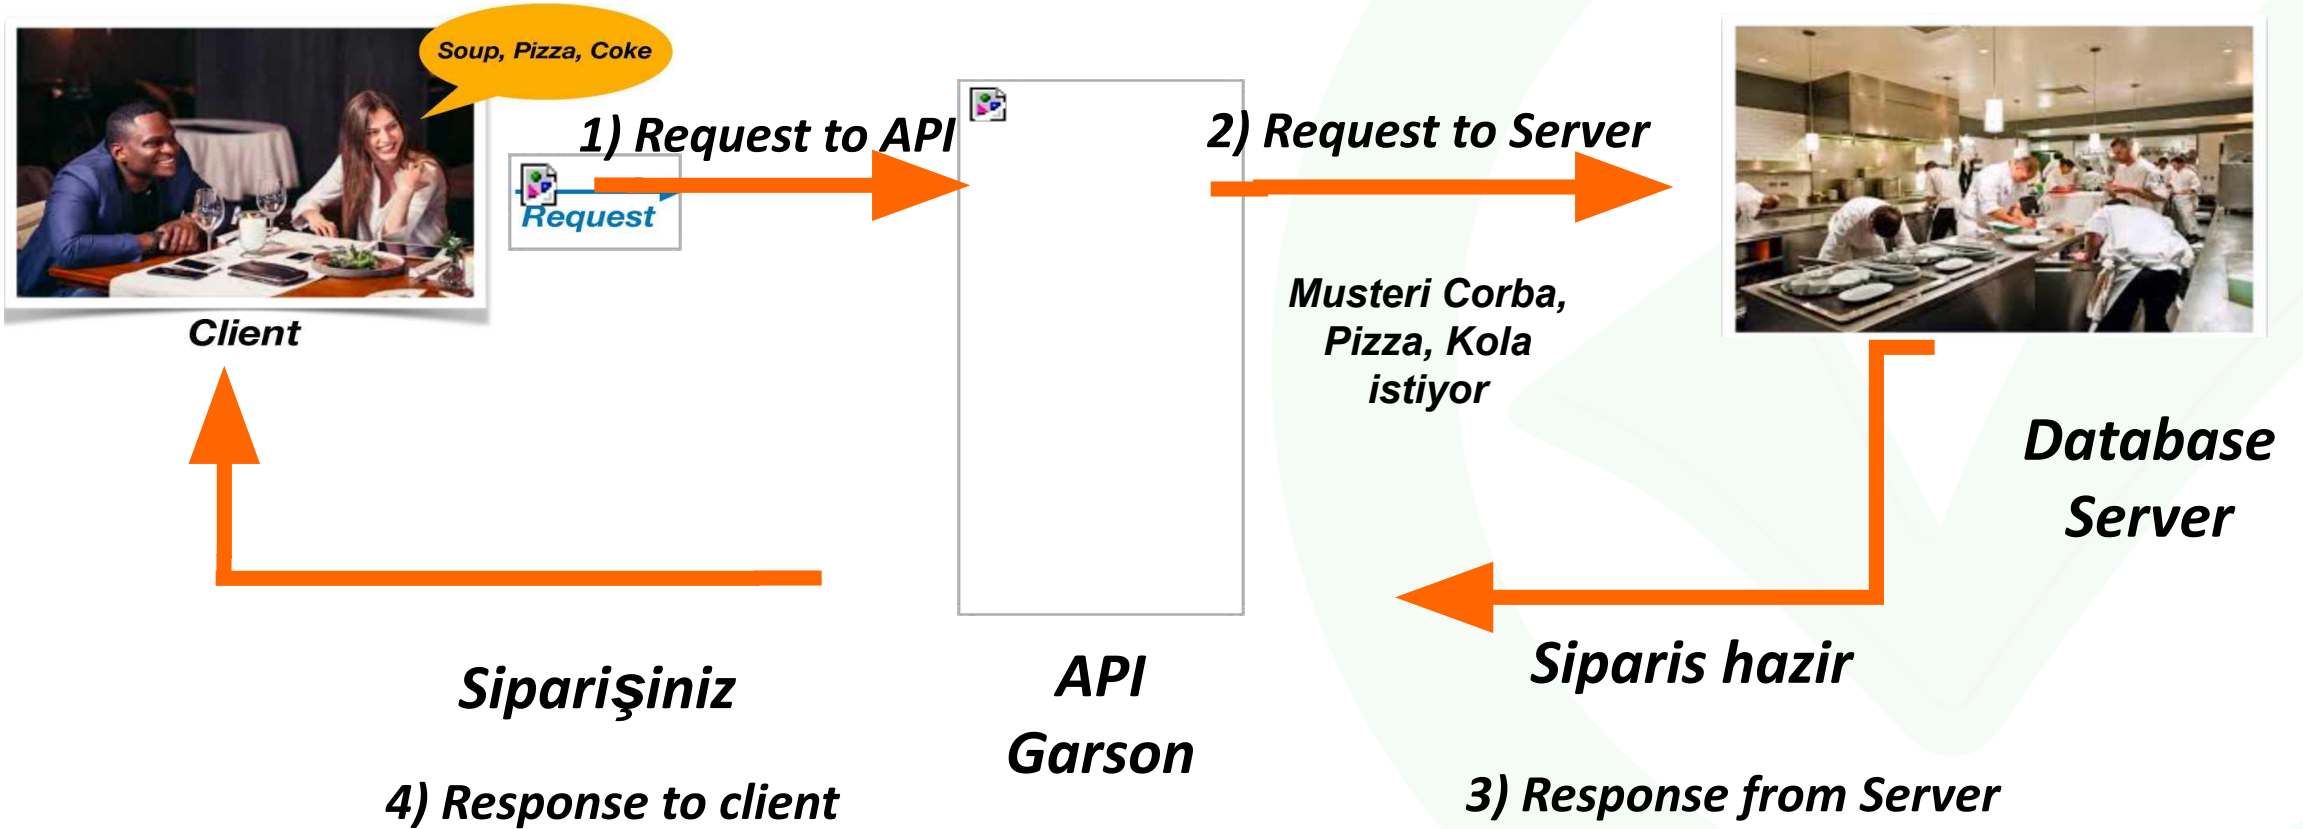 Soup, Pizza, Coke
1) Request to API
Request
2) Request to Server
Client
Musteri Corba,
Pizza, Kola
istiyor
Database
Server
Siparişiniz
API
Garson
Siparis hazir
4) Response to client
3) Response from Server